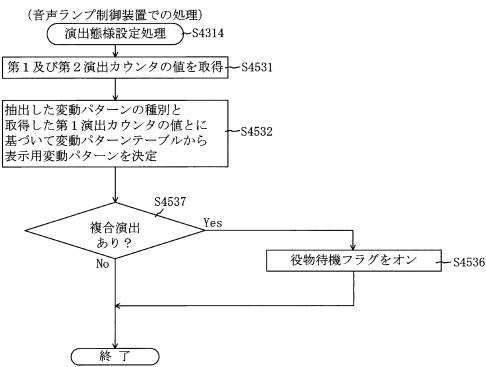 (音声ランプ制御装置での処理)
演出態様設定処理
S4314
第1及び第2演出カウンタの値を取得
S4531
抽出した変動パターンの種別と
取得した第1演出カウンタの値とに
基づいて変動パターンテーブルから
表示用変動パターンを決定
S4532
S4537
複合演出
あり?
Yes
No
役物待機フラグをオン
S4536
終 了